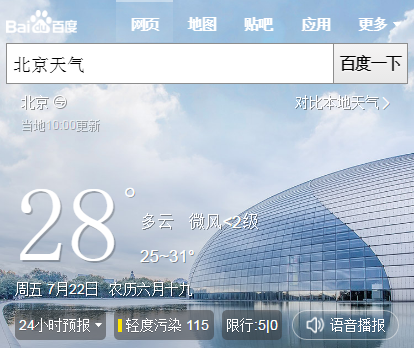 Bai du 百度 网页 地图 贴吧 应用 更多
北京天气 百度一下
北京 今 对比本地天气 >
当地10:00更新
28° 多云 微风<2级
25~31°
周五 7月22日 农历六月十九
24小时预报 轻度污染 115 限行:5|0 语音播报